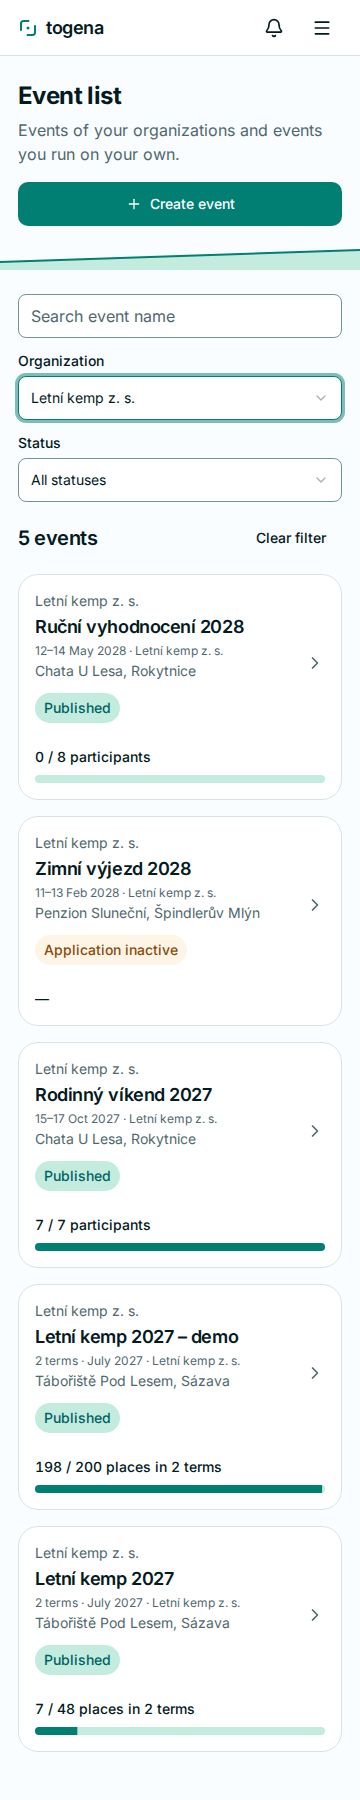 togena
Event list
Events of your organizations and events
you run on your own.
+ Create event
Search event name
Organization
Letní kemp z. s.
Status
All statuses
5 events
Clear filter
Letní kemp z. s.
Ruční vyhodnocení 2028
12–14 May 2028 · Letní kemp z. s.
Chata U Lesa, Rokytnice
Published
0 / 8 participants
Letní kemp z. s.
Zimní výjezd 2028
11–13 Feb 2028 · Letní kemp z. s.
Penzion Sluneční, Špindlerův Mlýn
Application inactive
—
Letní kemp z. s.
Rodinný víkend 2027
15–17 Oct 2027 · Letní kemp z. s.
Chata U Lesa, Rokytnice
Published
7 / 7 participants
Letní kemp z. s.
Letní kemp 2027 – demo
2 terms · July 2027 · Letní kemp z. s.
Tábořiště Pod Lesem, Sázava
Published
198 / 200 places in 2 terms
Letní kemp z. s.
Letní kemp 2027
2 terms · July 2027 · Letní kemp z. s.
Tábořiště Pod Lesem, Sázava
Published
7 / 48 places in 2 terms